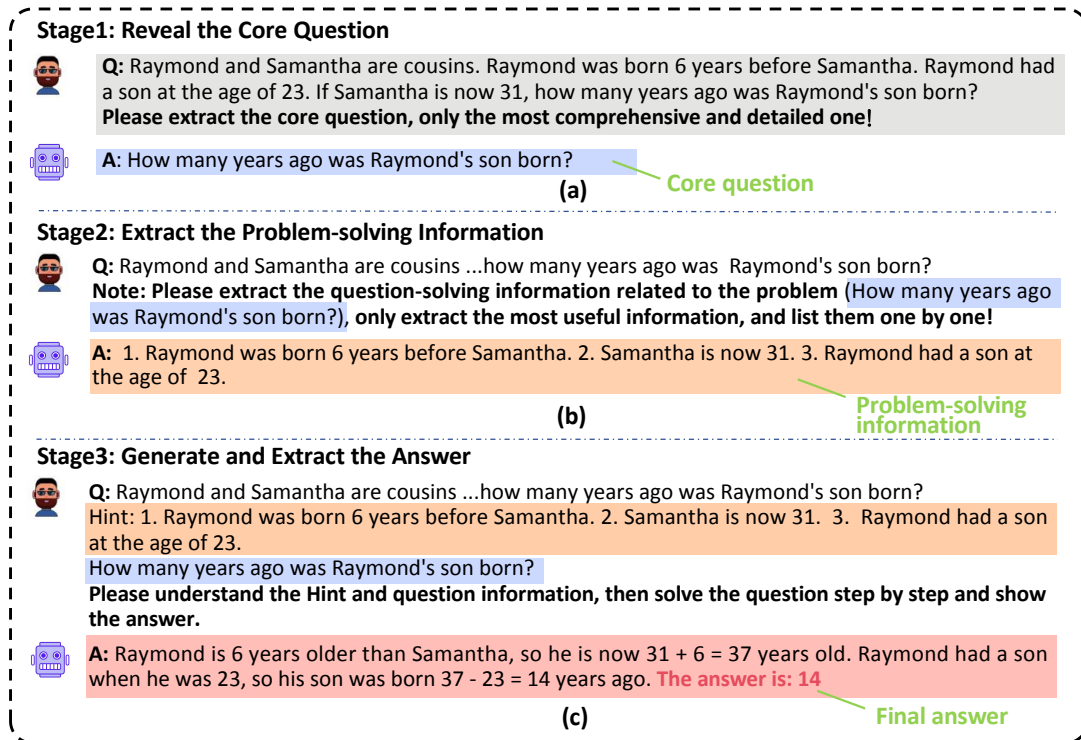 Stage1: Reveal the Core Question
Q: Raymond and Samantha are cousins. Raymond was born 6 years before Samantha. Raymond had
a son at the age of 23. If Samantha is now 31, how many years ago was Raymond's son born?
Please extract the core question, only the most comprehensive and detailed one!
A: How many years ago was Raymond's son born?
Core question
(a)
Stage2: Extract the Problem-solving Information
Q: Raymond and Samantha are cousins ...how many years ago was Raymond's son born?
Note: Please extract the question-solving information related to the problem (How many years ago
was Raymond's son born?), only extract the most useful information, and list them one by one!
A: 1. Raymond was born 6 years before Samantha. 2. Samantha is now 31. 3. Raymond had a son at
the age of 23.
Problem-solving
information
(b)
Stage3: Generate and Extract the Answer
Q: Raymond and Samantha are cousins ...how many years ago was Raymond's son born?
Hint: 1. Raymond was born 6 years before Samantha. 2. Samantha is now 31. 3. Raymond had a son
at the age of 23.
How many years ago was Raymond's son born?
Please understand the Hint and question information, then solve the question step by step and show
the answer.
A: Raymond is 6 years older than Samantha, so he is now 31 + 6 = 37 years old. Raymond had a son
when he was 23, so his son was born 37 - 23 = 14 years ago. The answer is: 14
Final answer
(c)